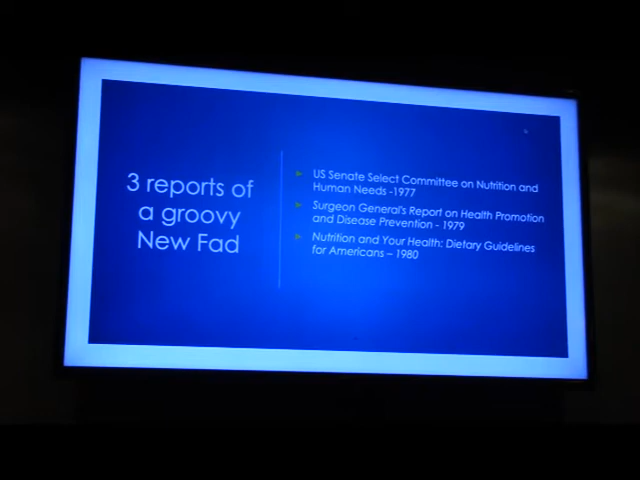 3 reports of
a groovy
New Fad
US Senate Select Committee on Nutrition and
Human Needs -1977
Surgeon General's Report on Health Promotion
and Disease Prevention - 1979
Nutrition and Your Health: Dietary Guidelines
for Americans – 1980